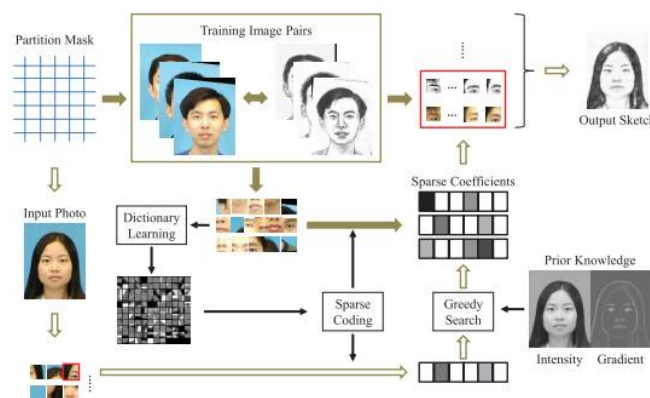 Partition Mask
Training Image Pairs
Output Sketch
Sparse Coefficients
Input Photo
Dictionary
Learning
Prior Knowledge
Sparse
Coding
Greedy
Search
Intensity
Gradient